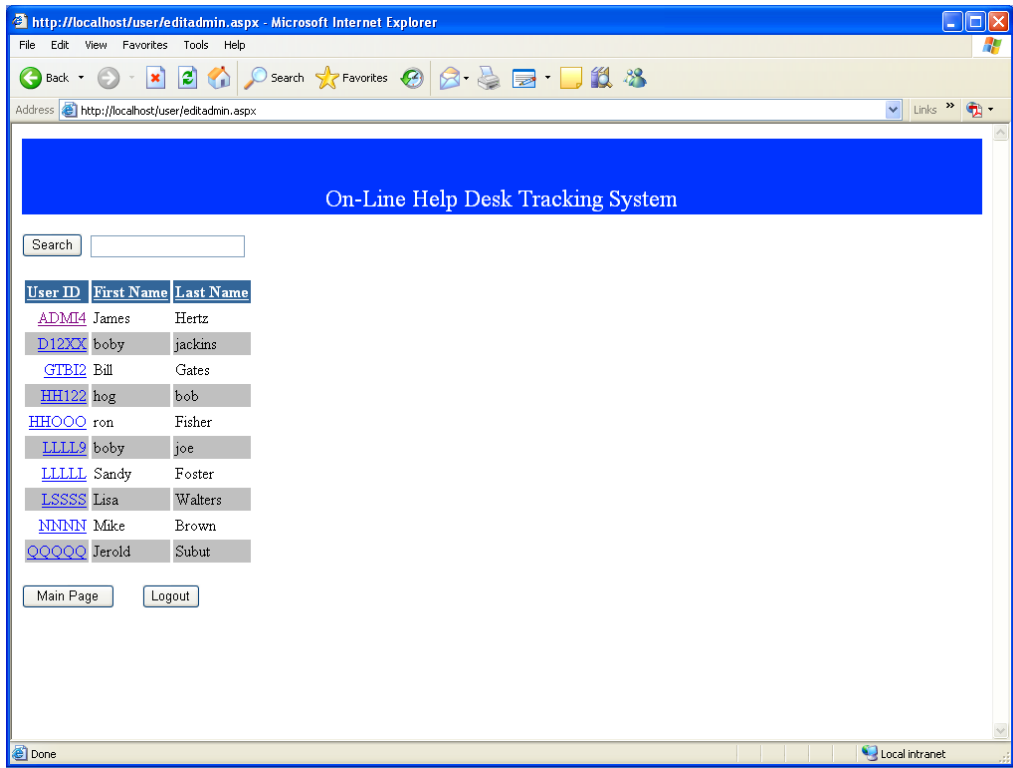 http://localhost/user/editadmin.aspx - Microsoft Internet Explorer
File Edit View Favorites Tools Help
Back Search Favorites
Address http://localhost/user/editadmin.aspx Links »
On-Line Help Desk Tracking System
Search
User ID First Name Last Name
ADMI4 James Hertz
D12XX boby jackins
GTBI2 Bill Gates
HH122 hog bob
HHOOO ron Fisher
LLLL9 boby joe
LLLLL Sandy Foster
LSSSS Lisa Walters
NNNN Mike Brown
QQQQQ Jerold Subut
Main Page Logout
Done Local intranet